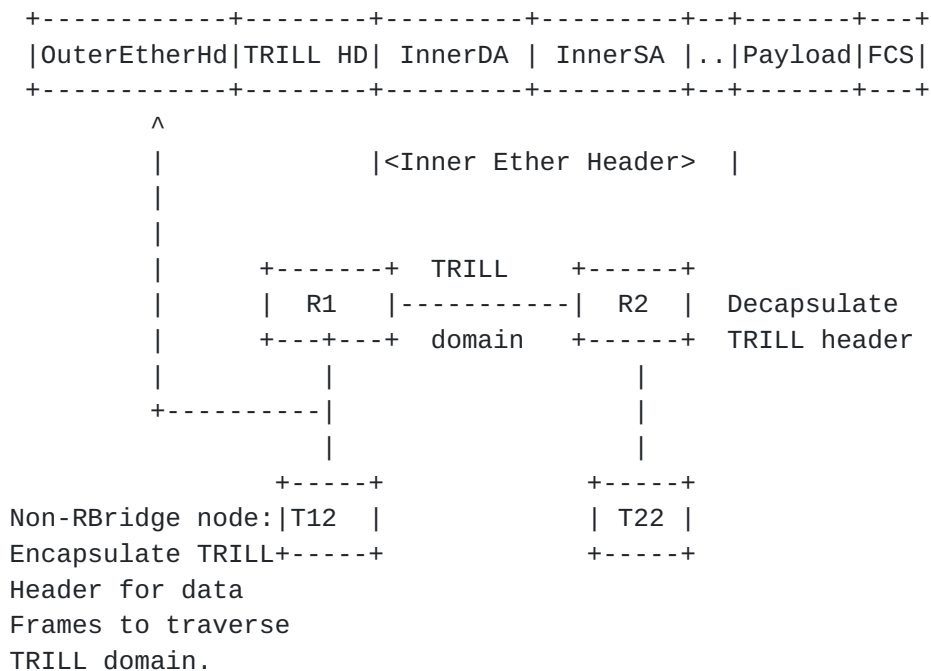 +------------+--------+---------+---------+--+-------+---+
|OuterEtherHd|TRILL HD| InnerDA | InnerSA |..|Payload|FCS|
+------------+--------+---------+---------+--+-------+---+
        ^
        |             |<Inner Ether Header>  |
        |
        |
        |      +-------+  TRILL    +------+
        |      |  R1   |-----------|  R2  |  Decapsulate
        |      +---+---+  domain   +------+  TRILL header
        |          |                   |
        +----------|                   |
                   |                   |
                +-----+             +-----+
Non-RBridge node:|T12  |             | T22 |
Encapsulate TRILL+-----+             +-----+
Header for data
Frames to traverse
TRILL domain.